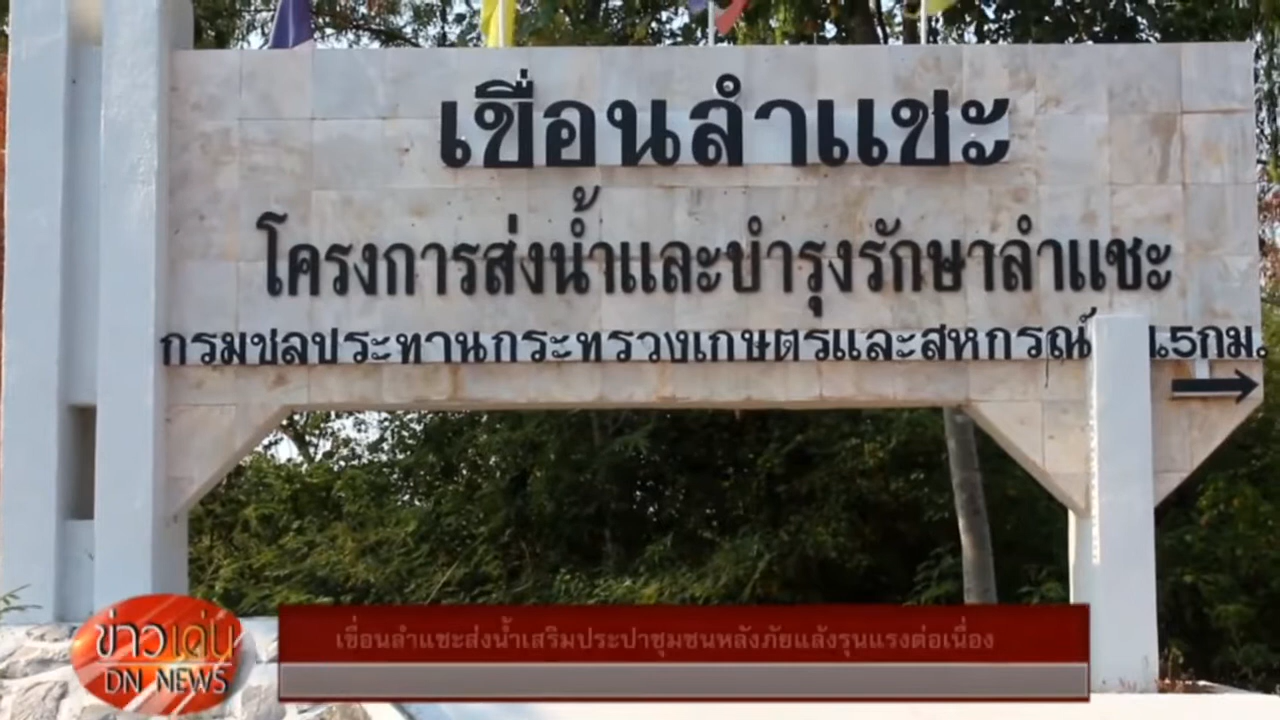 เขื่อนลำแชะ
โครงการส่งน้ำและบำรุงรักษาลำแชะ
กรมชลประทานกระทรวงเกษตรและสหกรณ์ 5กม.
ข่าวเด่น
DN NEWS
เขื่อนลำแชะส่งน้ำเสริมประปาชุมชนหลังภัยแล้งรุนแรงต่อเนื่อง